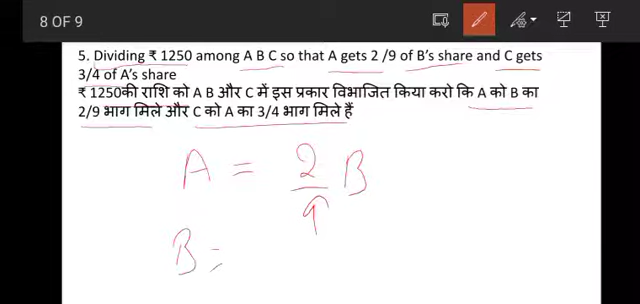 8 OF 9
5. Dividing ₹ 1250 among A B C so that A gets 2 /9 of B's share and C gets
3/4 of A's share
₹ 1250की राशि को A B और C में इस प्रकार विभाजित किया करो कि A को B का
2/9 भाग मिले और C को A का 3/4 भाग मिले हैं
A = 2/9 B
B =